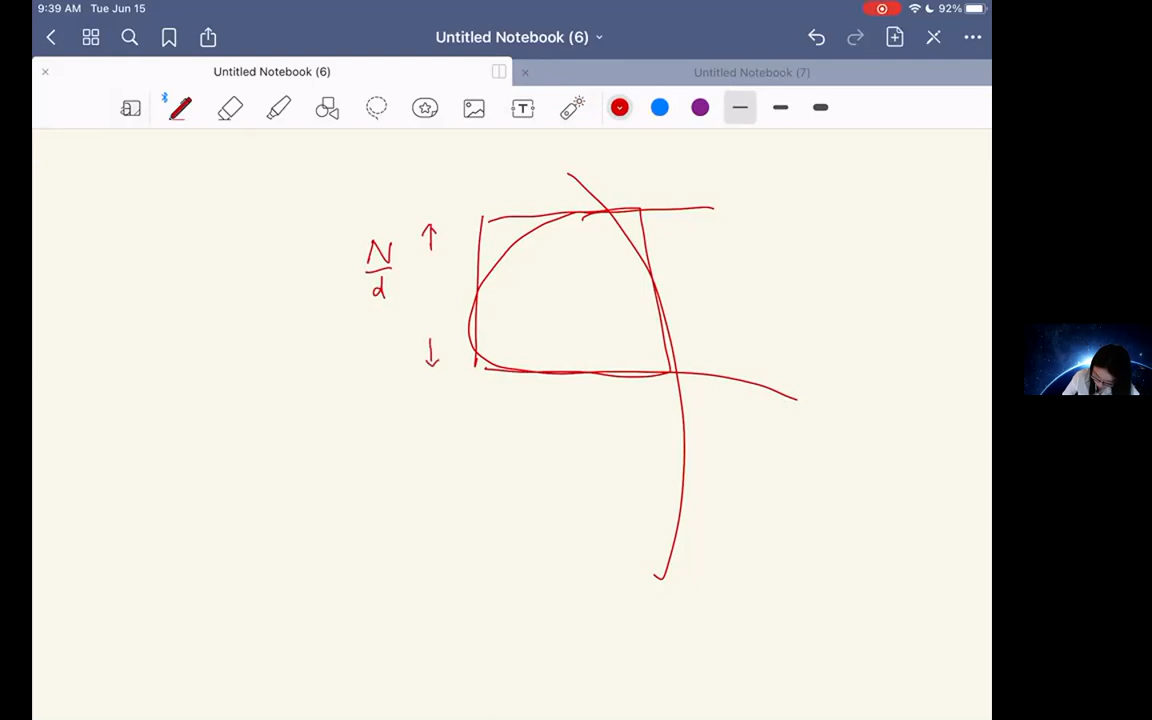 9:39 AM Tue Jun 15
92%
Untitled Notebook (6)
Untitled Notebook (6)
Untitled Notebook (7)
T
N
d